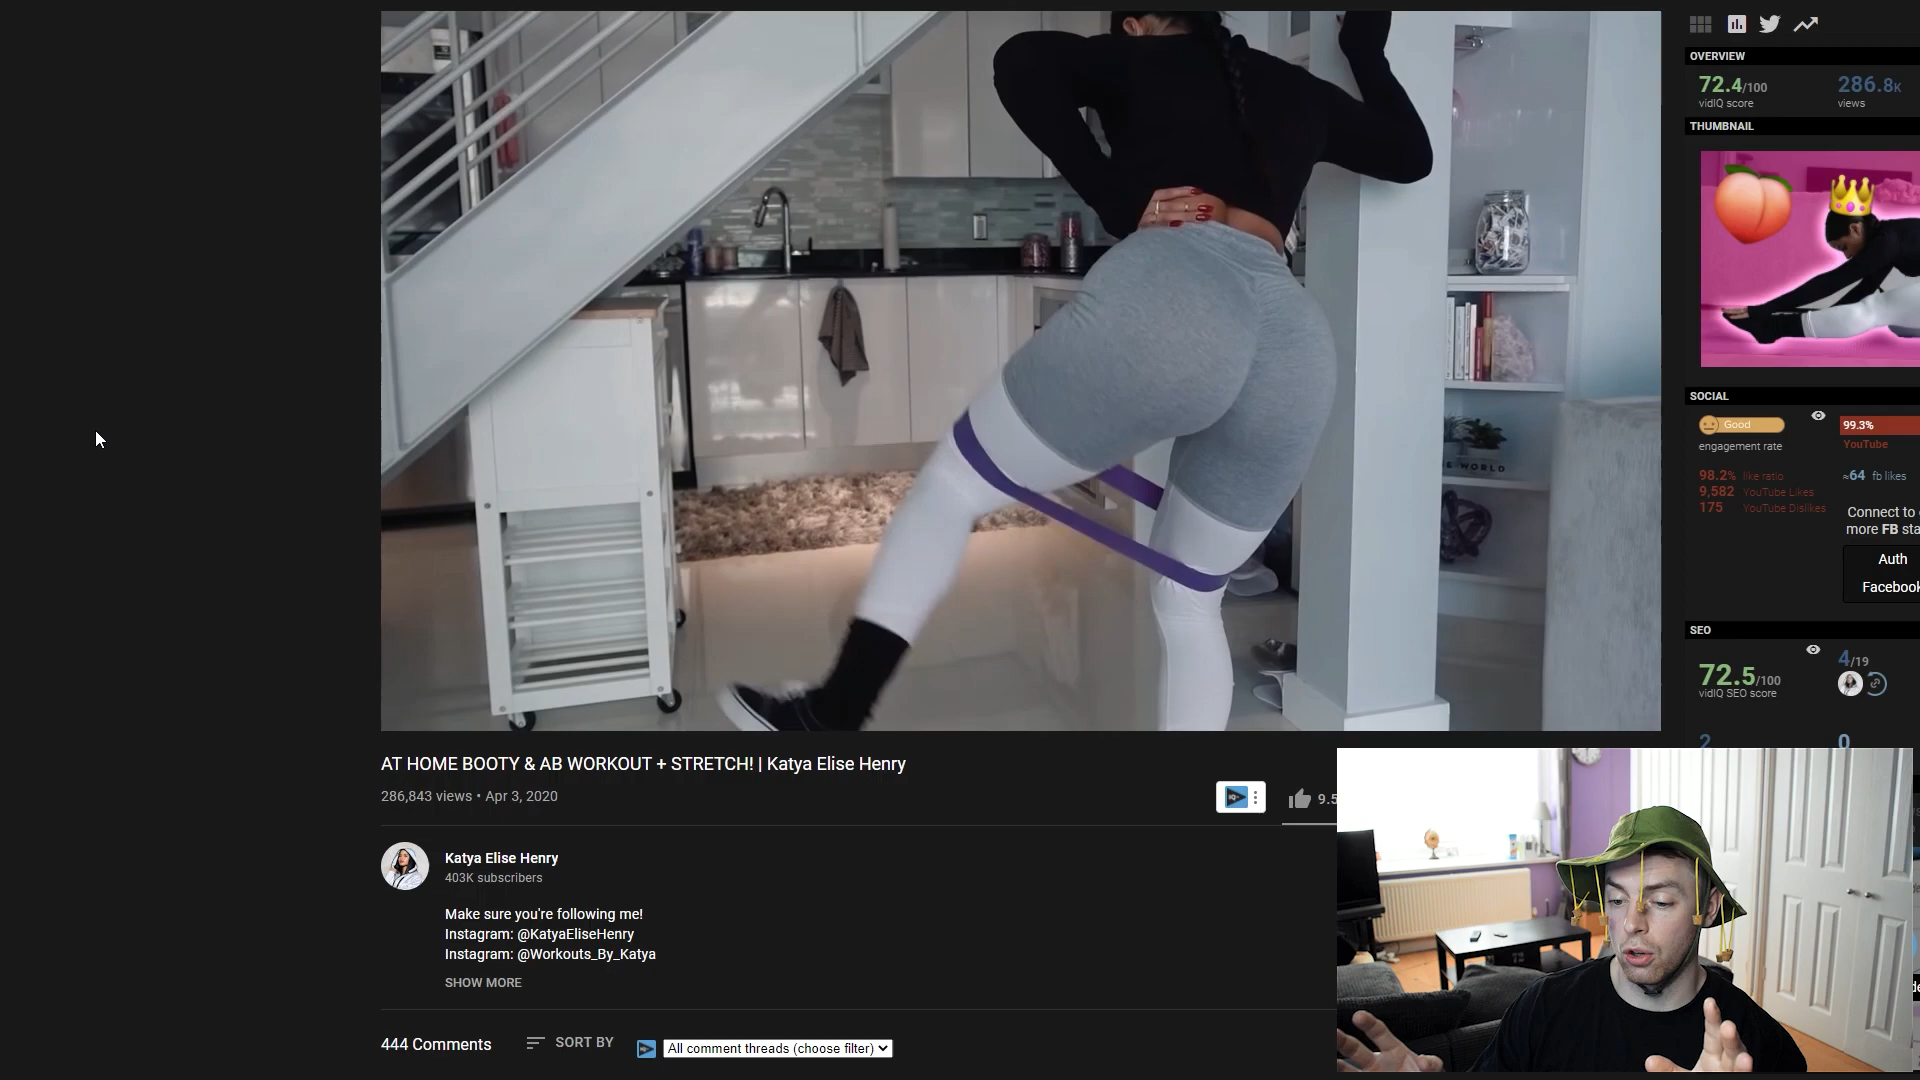 OVERVIEW
72.4/100
vidIQ score
286.8K
views
THUMBNAIL
SOCIAL
Good
engagement rate
99.3%
YouTube
98.2% like ratio
9,582 YouTube Likes
175 YouTube Dislikes
≈64 fb likes
Connect to
more FB
Auth
Facebook
SEO
72.5/100
vidIQ SEO score
4/19
2
0
WORLD
AT HOME BOOTY & AB WORKOUT + STRETCH! | Katya Elise Henry
286,843 views • Apr 3, 2020
9.5
Katya Elise Henry
403K subscribers
Make sure you're following me!
Instagram: @KatyaEliseHenry
Instagram: @Workouts_By_Katya
SHOW MORE
444 Comments
SORT BY
All comment threads (choose filter)